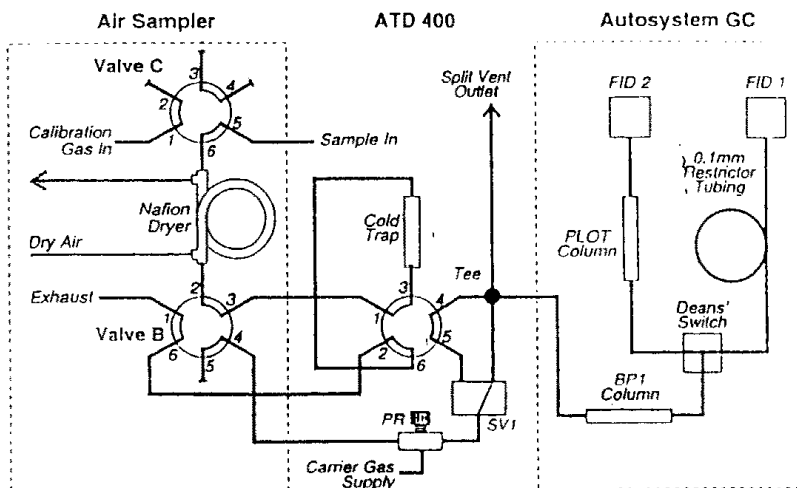 Air Sampler
ATD 400
Autosystem GC
Valve C
3
4
2
5
1
6
Calibration
Gas In
Sample In
Nafion
Dryer
Dry Air
Exhaust
Valve B
2
3
1
4
6
5
Cold
Trap
3
4
1
5
2
6
Split Vent
Outlet
Tee
SV1
PR
Carrier Gas
Supply
FID 2
FID 1
0.1mm
Restrictor
Tubing
PLOT
Column
Deans'
Switch
BP1
Column